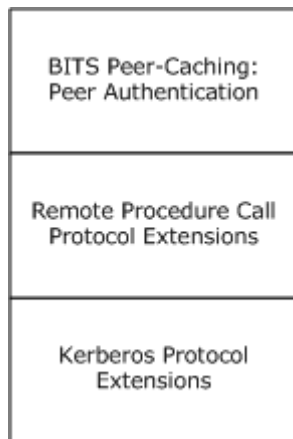 BITS Peer-Caching:
Peer Authentication
Remote Procedure Call
Protocol Extensions
Kerberos Protocol
Extensions